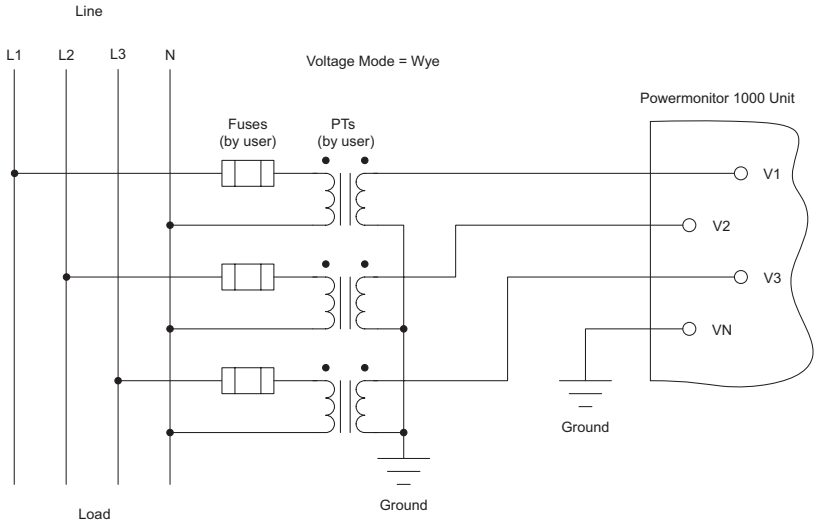 Line
L1 L2 L3 N
Voltage Mode = Wye
Powermonitor 1000 Unit
Fuses
(by user)
PTs
(by user)
V1
V2
V3
VN
Ground
Ground
Load